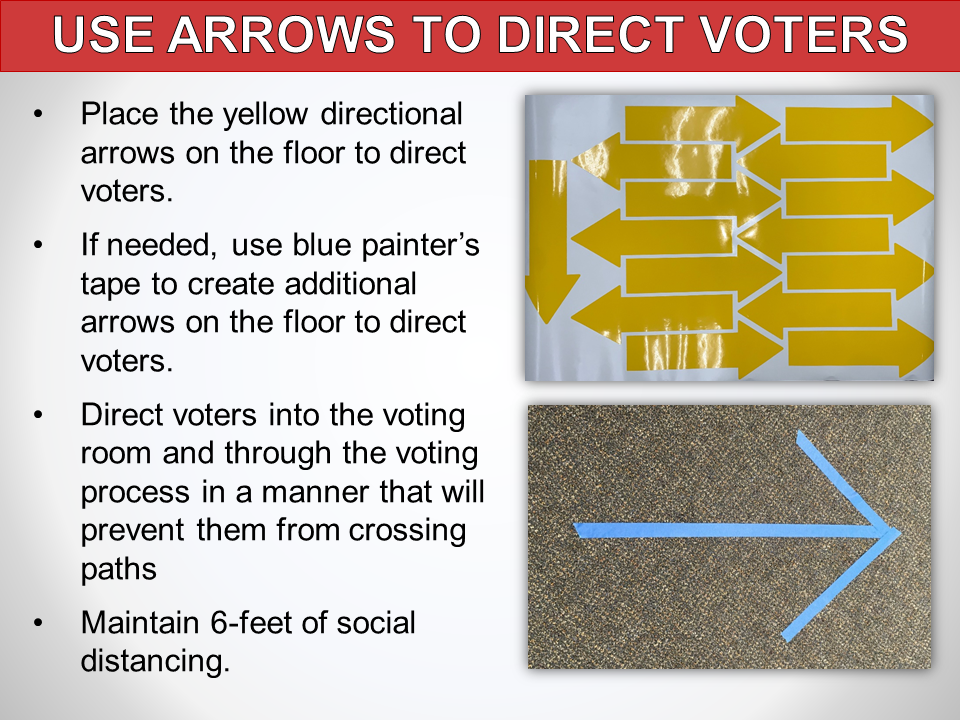 USE ARROWS TO DIRECT VOTERS
• Place the yellow directional
arrows on the floor to direct
voters.
• If needed, use blue painter’s
tape to create additional
arrows on the floor to direct
voters.
• Direct voters into the voting
room and through the voting
process in a manner that will
prevent them from crossing
paths
• Maintain 6-feet of social
distancing.